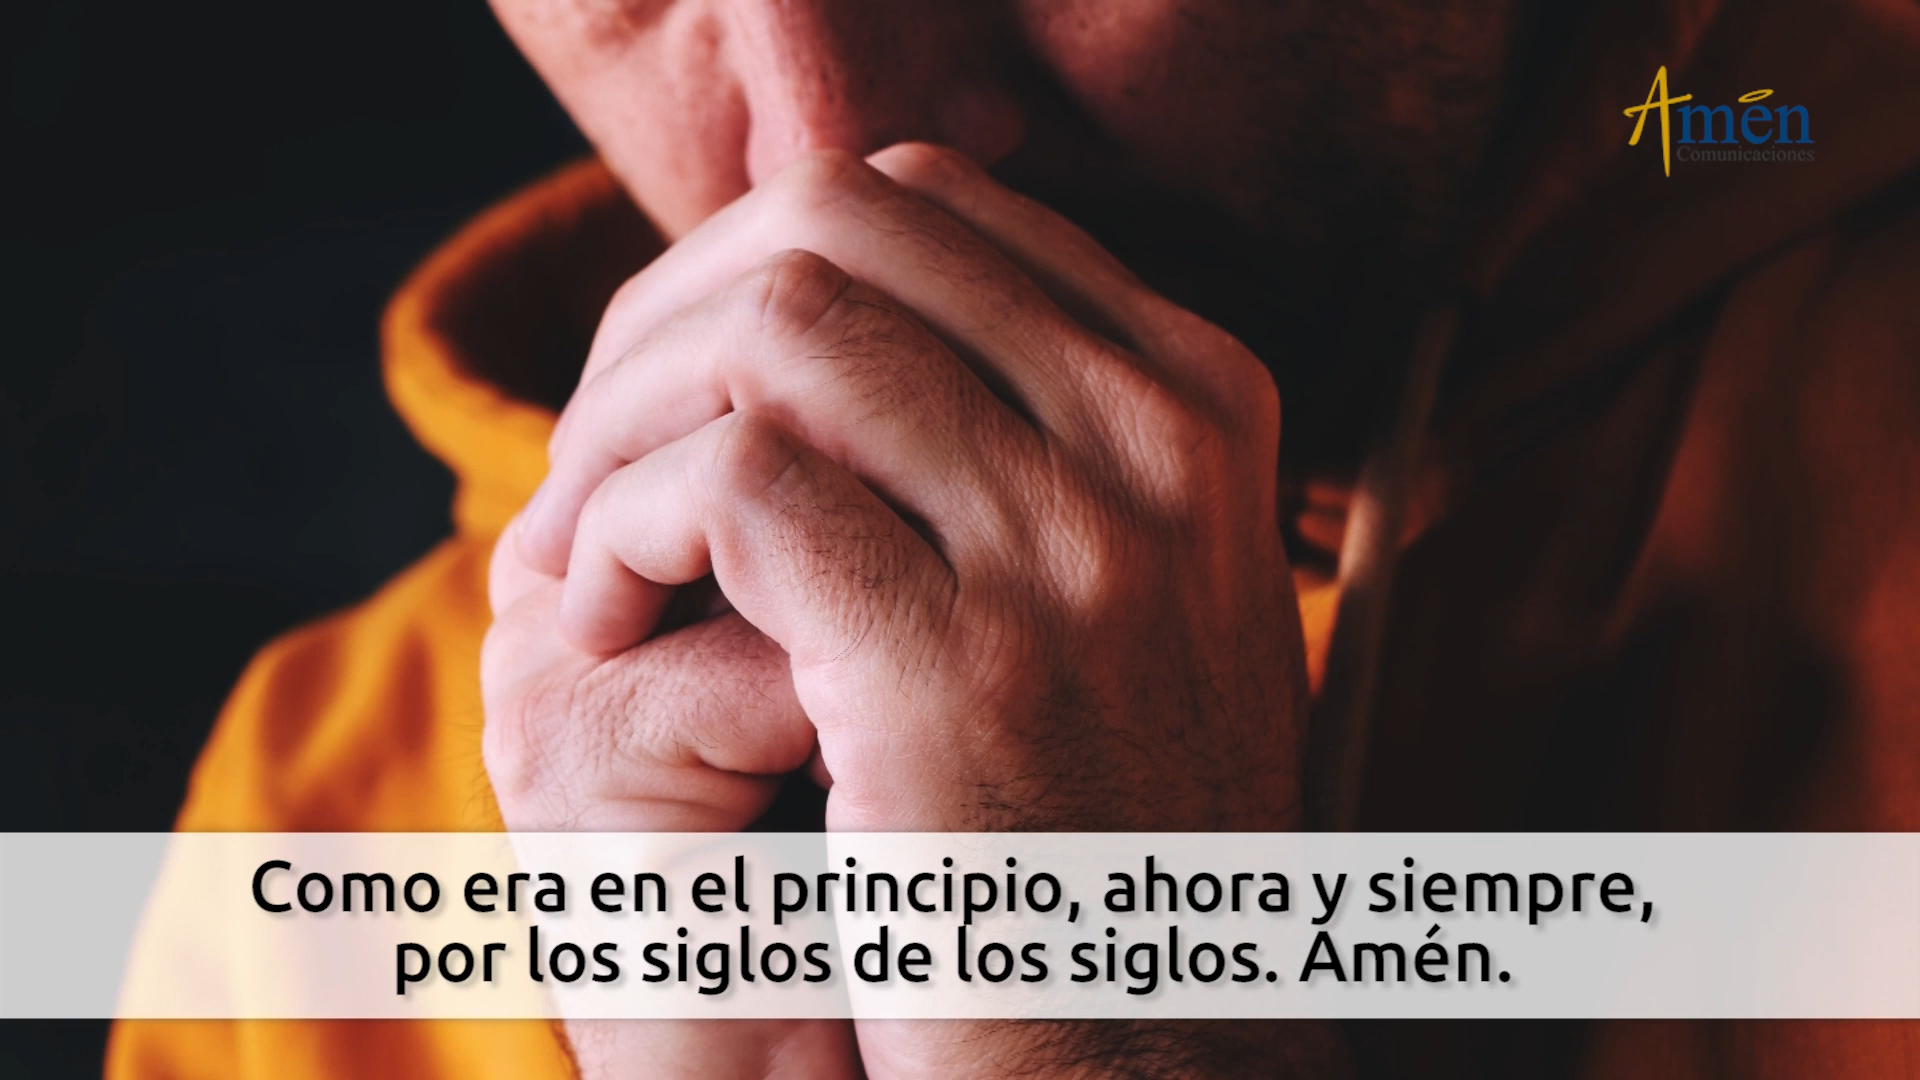 Amén
Comunicaciones
Como era en el principio, ahora y siempre,
por los siglos de los siglos. Amén.